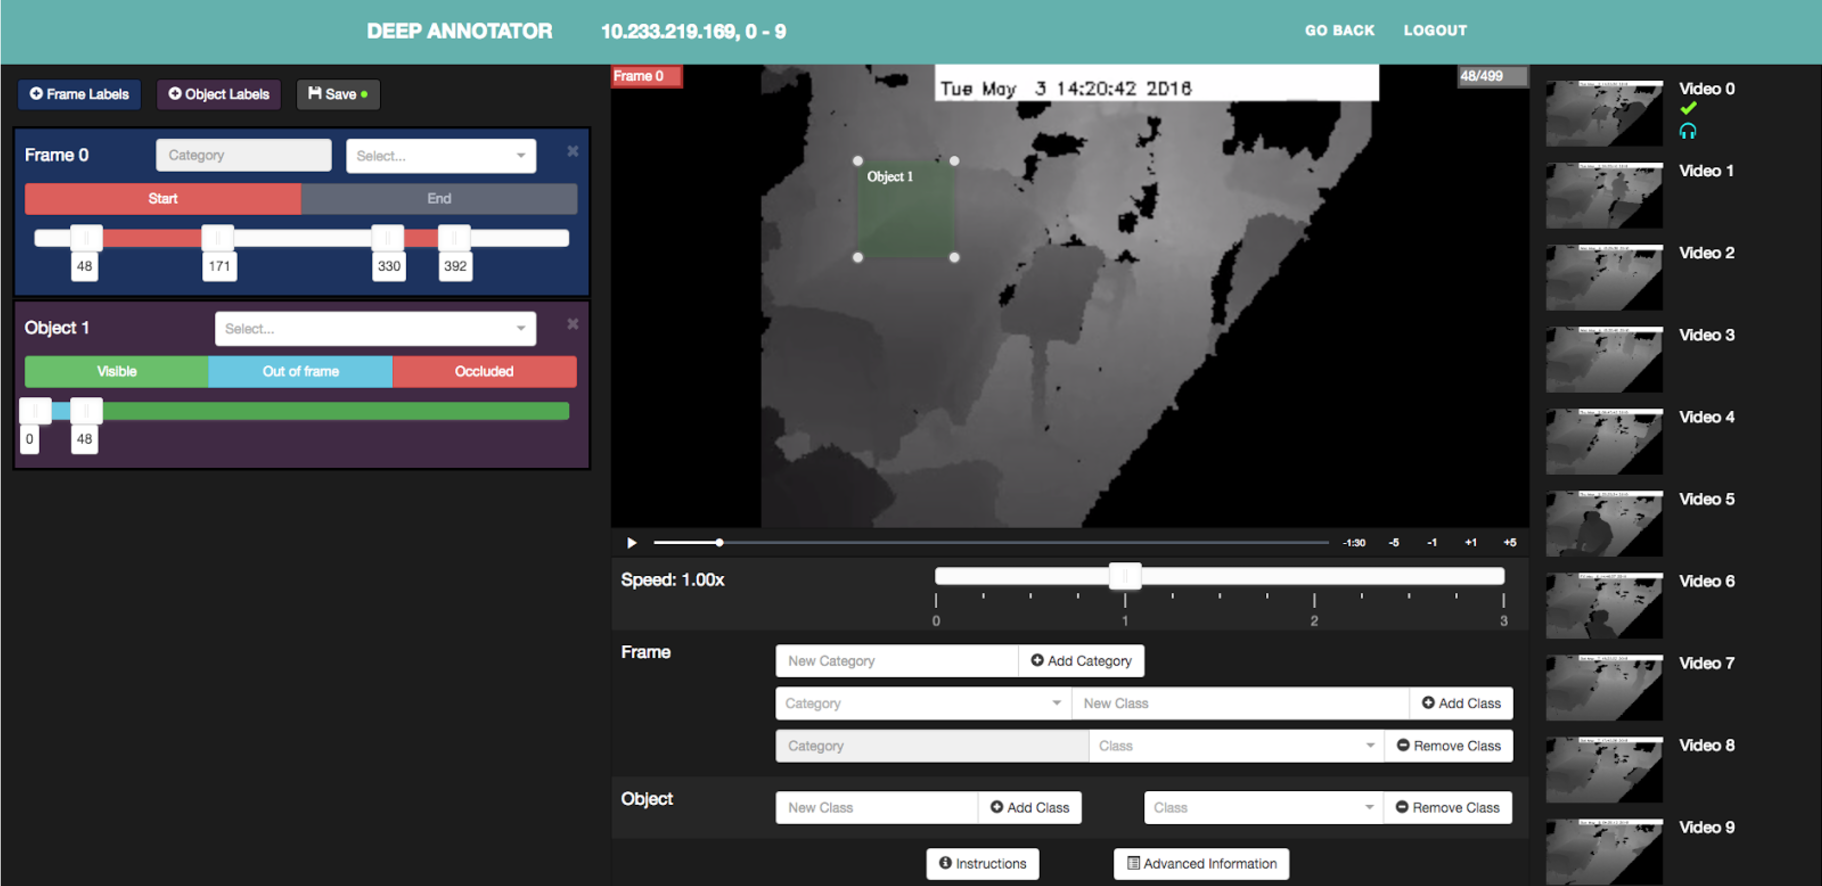 DEEP ANNOTATOR 10.233.219.169, 0 - 9 GO BACK LOGOUT
Frame Labels Object Labels Save
Frame 0 Category Select...
Start End
48 171 330 392
Object 1 Select...
Visible Out of frame Occluded
0 48
Frame 0 Tue May 3 14:20:42 2016 48/499
Object 1
-1:30 -5 -1 +1 +5
Speed: 1.00x
0 1 2 3
Frame New Category Add Category
Category New Class Add Class
Category Class Remove Class
Object New Class Add Class Class Remove Class
Instructions Advanced Information
Video 0
Video 1
Video 2
Video 3
Video 4
Video 5
Video 6
Video 7
Video 8
Video 9